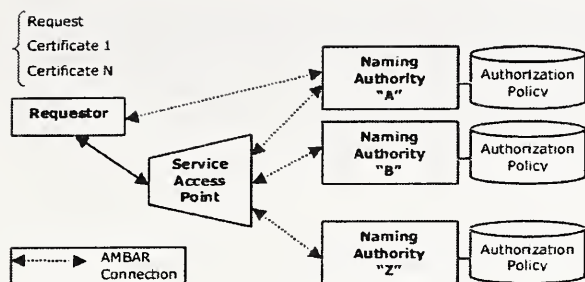 Request
Certificate 1
Certificate N
Requestor
Service
Access
Point
Naming
Authority
"A"
Authorization
Policy
Naming
Authority
"B"
Authorization
Policy
Naming
Authority
"Z"
Authorization
Policy
AMBAR
Connection